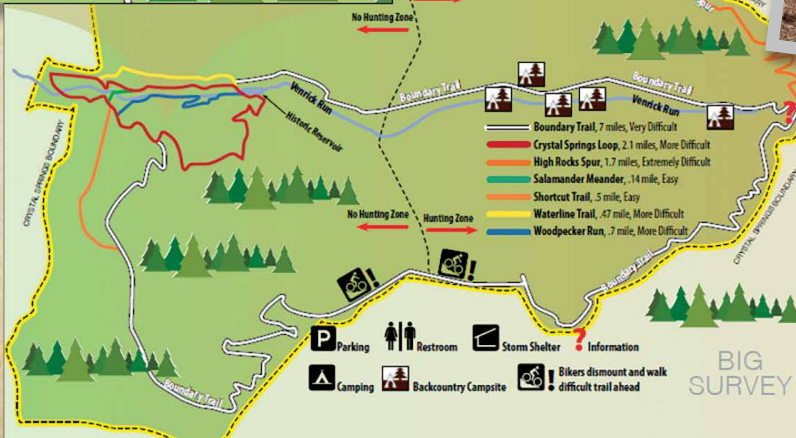 No Hunting Zone
Boundary Trail
Boundary Trail
Venrick Run
Venrick Run
Historic Reservoir
CRYSTAL SPRINGS BOUNDARY
Boundary Trail, 7 miles, Very Difficult
Crystal Springs Loop, 2.1 miles, More Difficult
High Rocks Spur, 1.7 miles, Extremely Difficult
Salamander Meander, .14 mile, Easy
Shortcut Trail, .5 mile, Easy
Waterline Trail, .47 mile, More Difficult
Woodpecker Run, .7 mile, More Difficult
CRYSTAL SPRINGS BOUNDARY
No Hunting Zone
Hunting Zone
Boundary Trail
P Parking
Restroom
Storm Shelter
? Information
Camping
Backcountry Campsite
! Bikers dismount and walk
difficult trail ahead
BIG
SURVEY
Boundary Trail